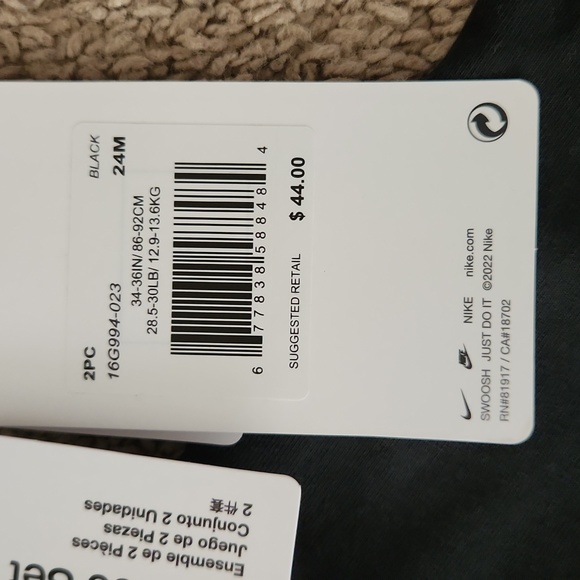 2PC BLACK
16G994-023 24M
34-36IN/ 86-92CM
28.5-30LB/ 12.9-13.6KG
6 77838 58848 4
SUGGESTED RETAIL $ 44.00
NIKE nike.com
SWOOSH JUST DO IT ©2022 Nike
RN#81917 / CA#18702
Set
Ensemble de 2 Pièces
Juego de 2 Piezas
Conjunto 2 Unidades
2 件套